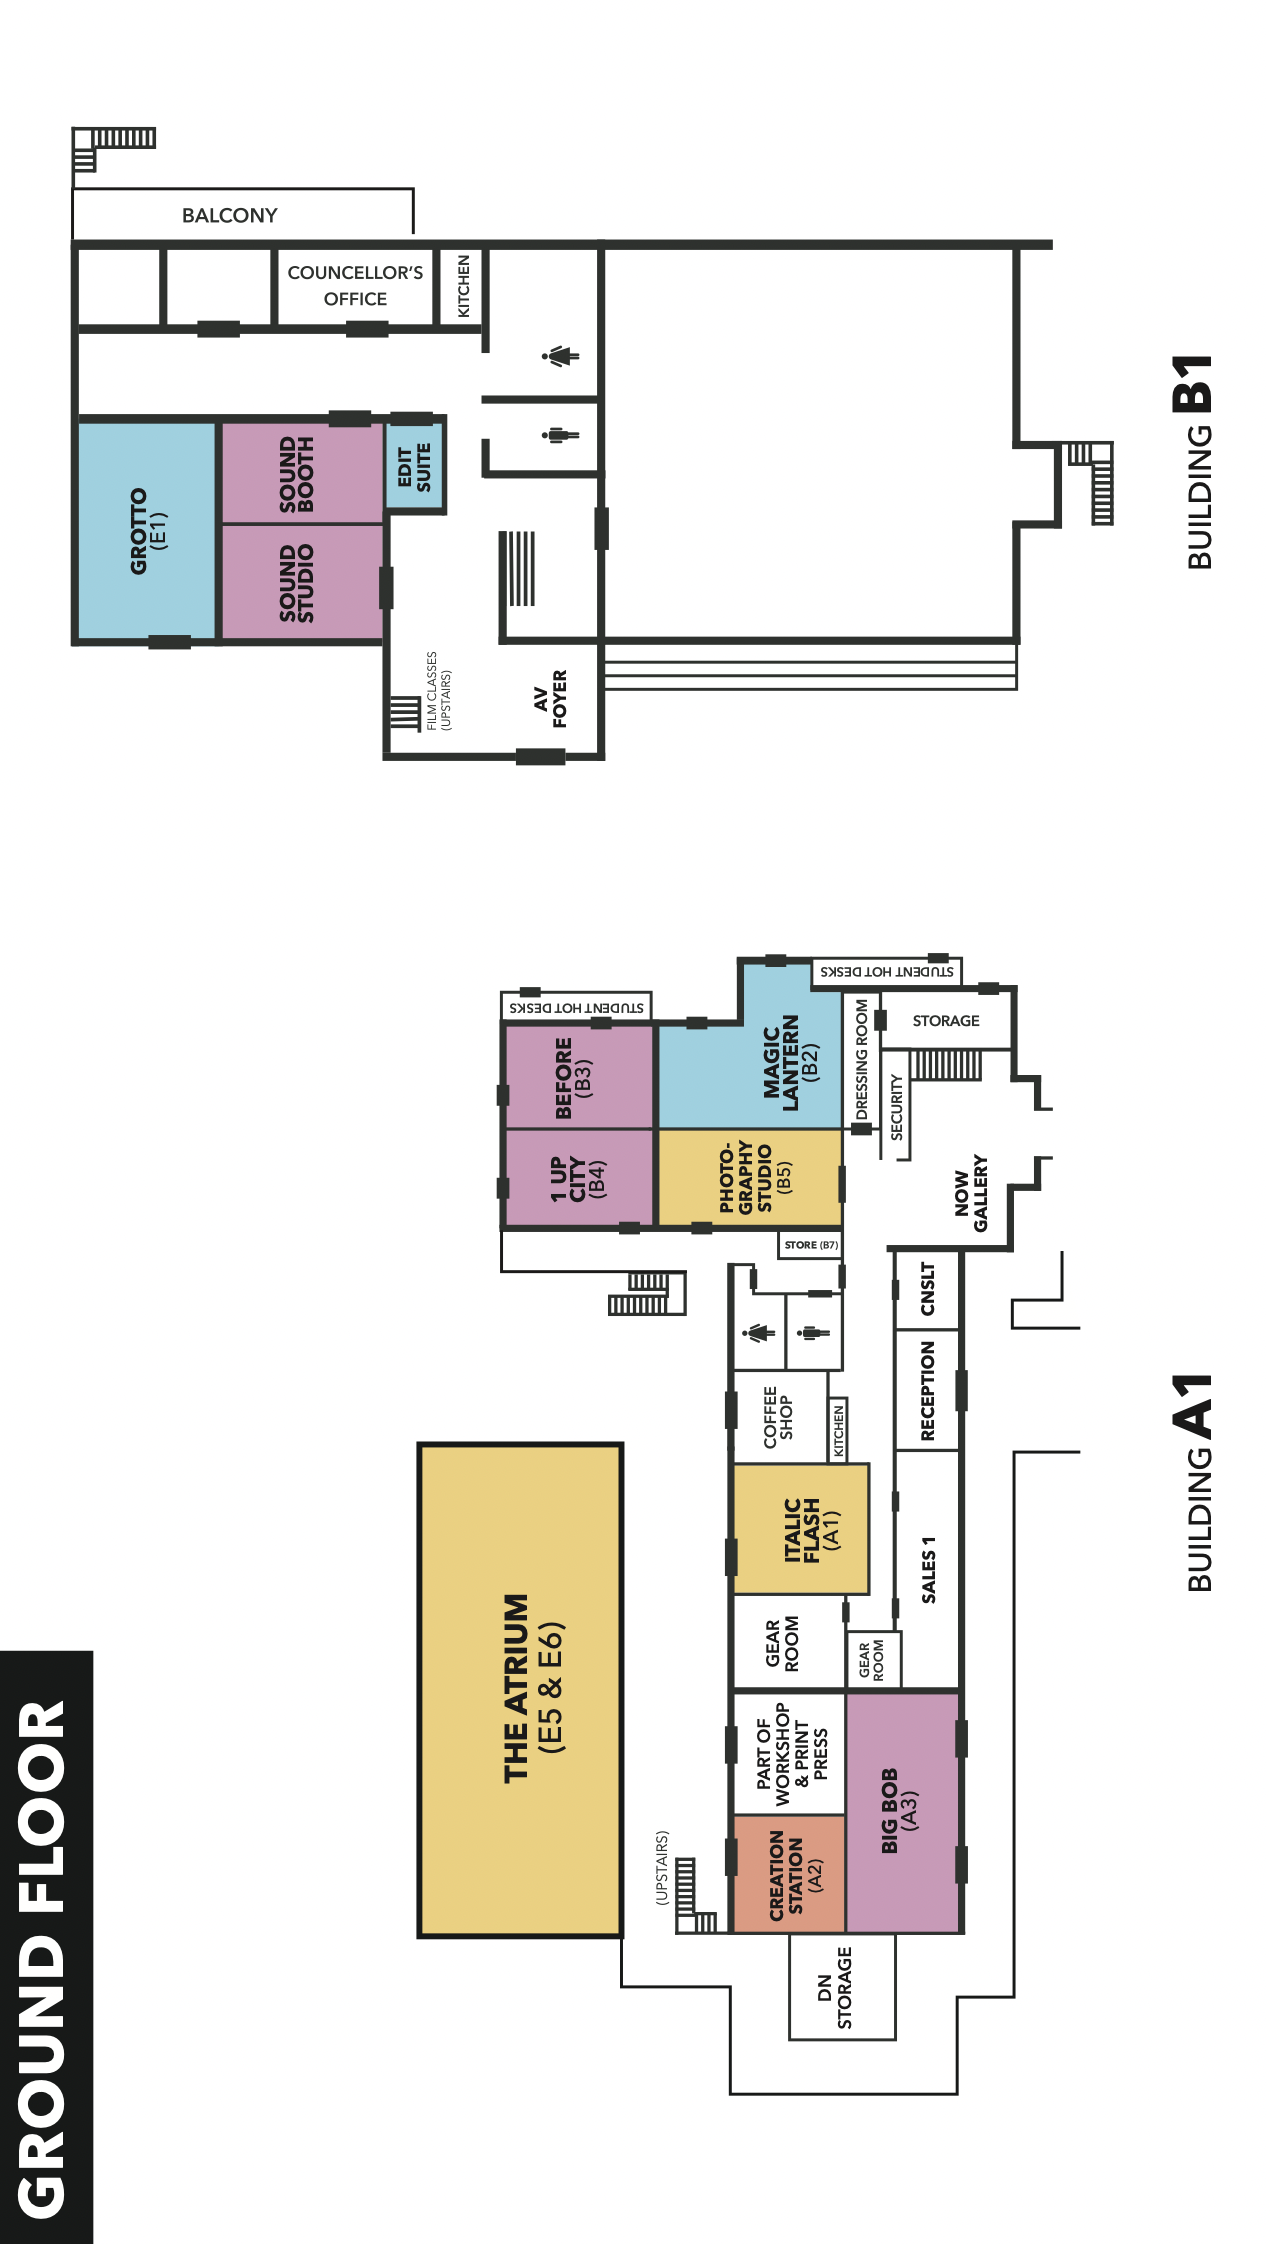 GROUND FLOOR
THE ATRIUM
(E5 & E6)
(UPSTAIRS)
DN
STORAGE
CREATION
STATION
(A2)
PART OF
WORKSHOP
& PRINT
PRESS
BIG BOB
(A3)
GEAR
ROOM
GEAR
ROOM
ITALIC
FLASH
(A1)
SALES 1
COFFEE
SHOP
KITCHEN
RECEPTION
CNSLT
STORE (B7)
1 UP
CITY
(B4)
BEFORE
(B3)
STUDENT HOT DESKS
PHOTO-
GRAPHY
STUDIO
(B5)
MAGIC
LANTERN
(B2)
STUDENT HOT DESKS
DRESSING ROOM
SECURITY
STORAGE
NOW
GALLERY
BUILDING A1
GROTTO
(E1)
SOUND
STUDIO
SOUND
BOOTH
EDIT
SUITE
FILM CLASSES
(UPSTAIRS)
AV
FOYER
BALCONY
COUNCELLOR'S
OFFICE
KITCHEN
BUILDING B1